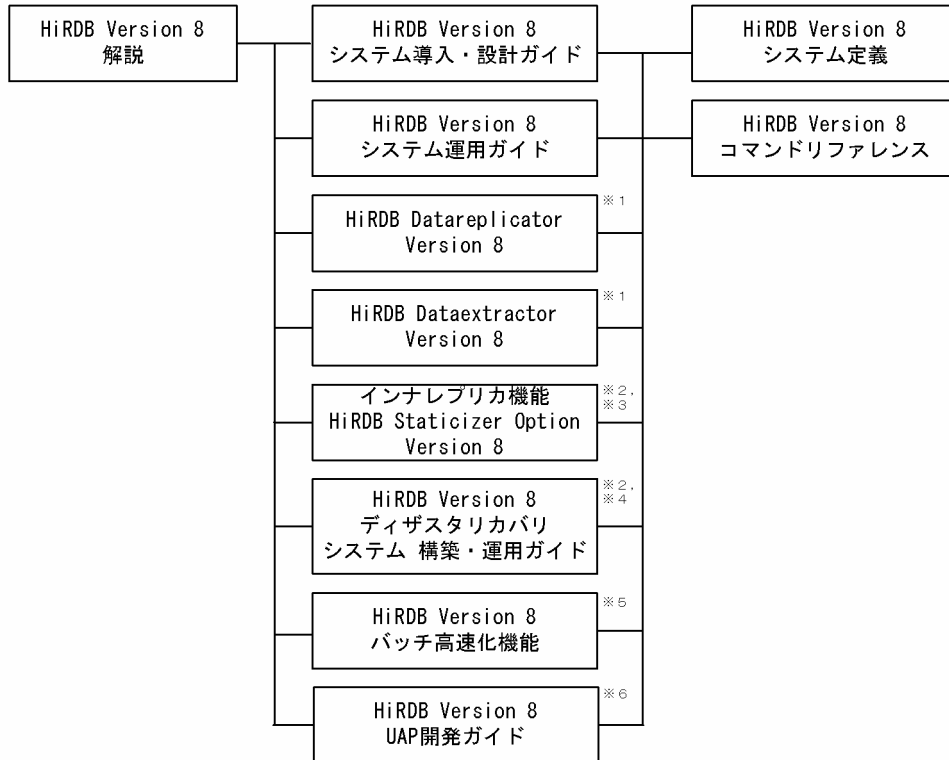 HiRDB Version 8
解説
HiRDB Version 8
システム導入・設計ガイド
HiRDB Version 8
システム定義
HiRDB Version 8
システム運用ガイド
HiRDB Version 8
コマンドリファレンス
HiRDB Datareplicator
Version 8
※1
HiRDB Dataextractor
Version 8
※1
インナレプリカ機能
HiRDB Staticizer Option
Version 8
※2,
※3
HiRDB Version 8
ディザスタリカバリ
システム 構築・運用ガイド
※2,
※4
HiRDB Version 8
バッチ高速化機能
※5
HiRDB Version 8
UAP開発ガイド
※6